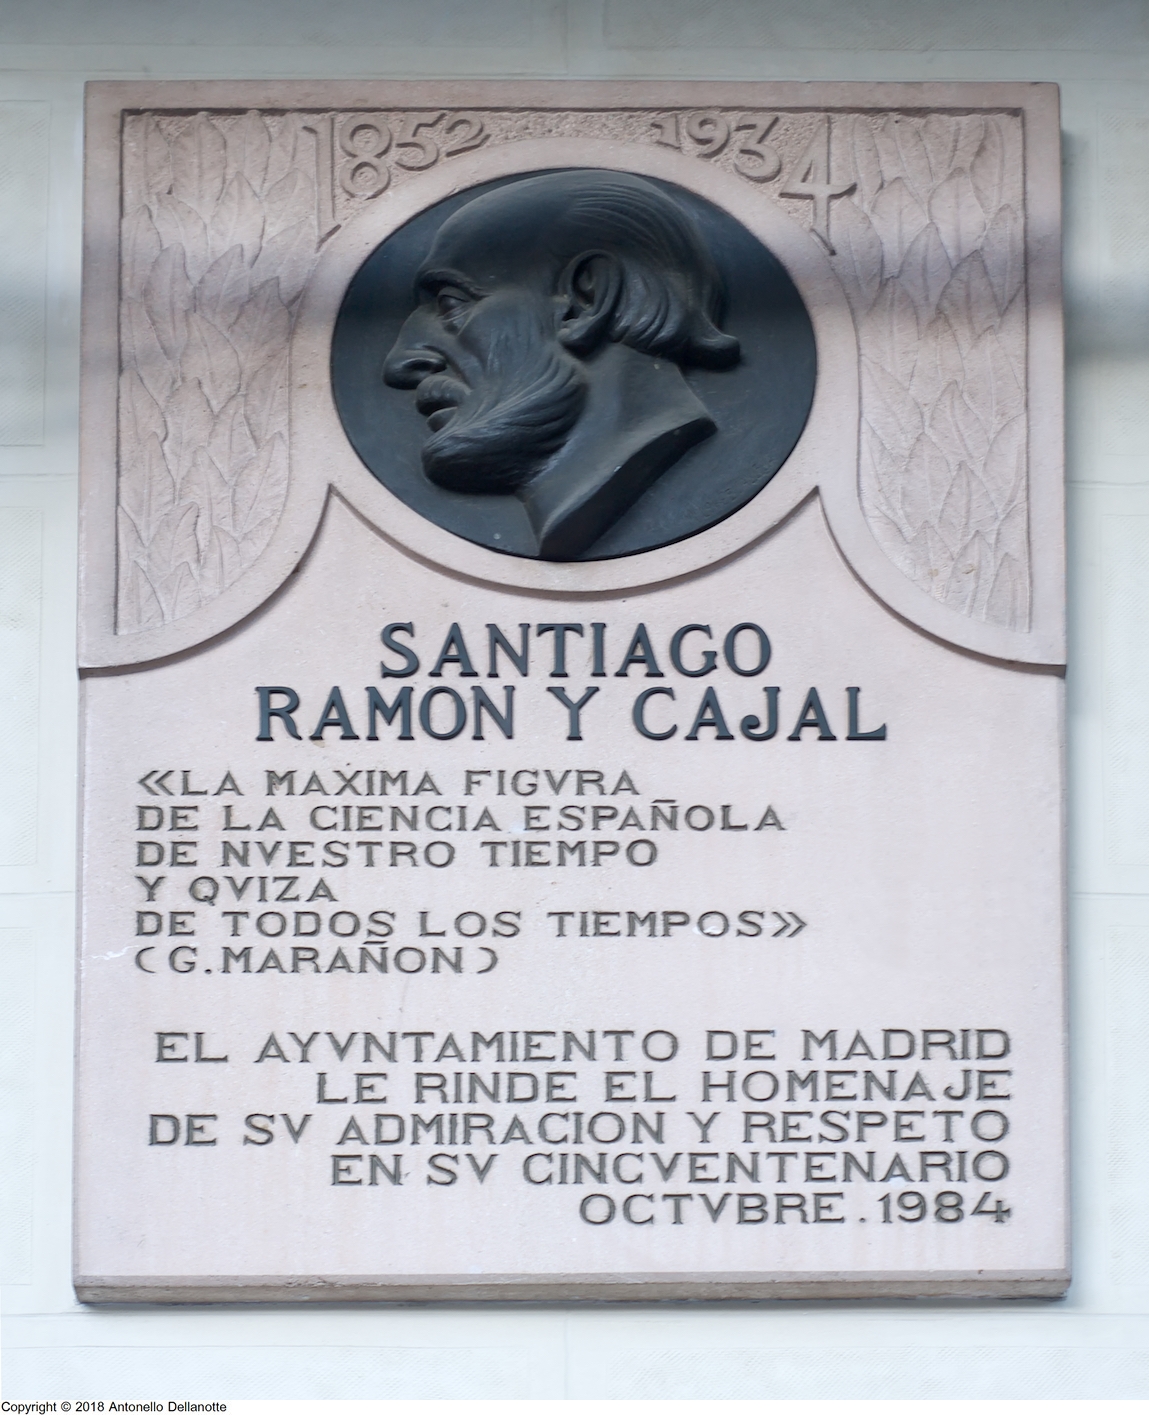 1852 1934
SANTIAGO
RAMON Y CAJAL
«LA MAXIMA FIGVRA
DE LA CIENCIA ESPAÑOLA
DE NVESTRO TIEMPO
Y QVIZA
DE TODOS LOS TIEMPOS»
(G.MARAÑON)
EL AYVNTAMIENTO DE MADRID
LE RINDE EL HOMENAJE
DE SV ADMIRACION Y RESPETO
EN SV CINCVENTENARIO
OCTVBRE.1984
Copyright © 2018 Antonello Dellanotte